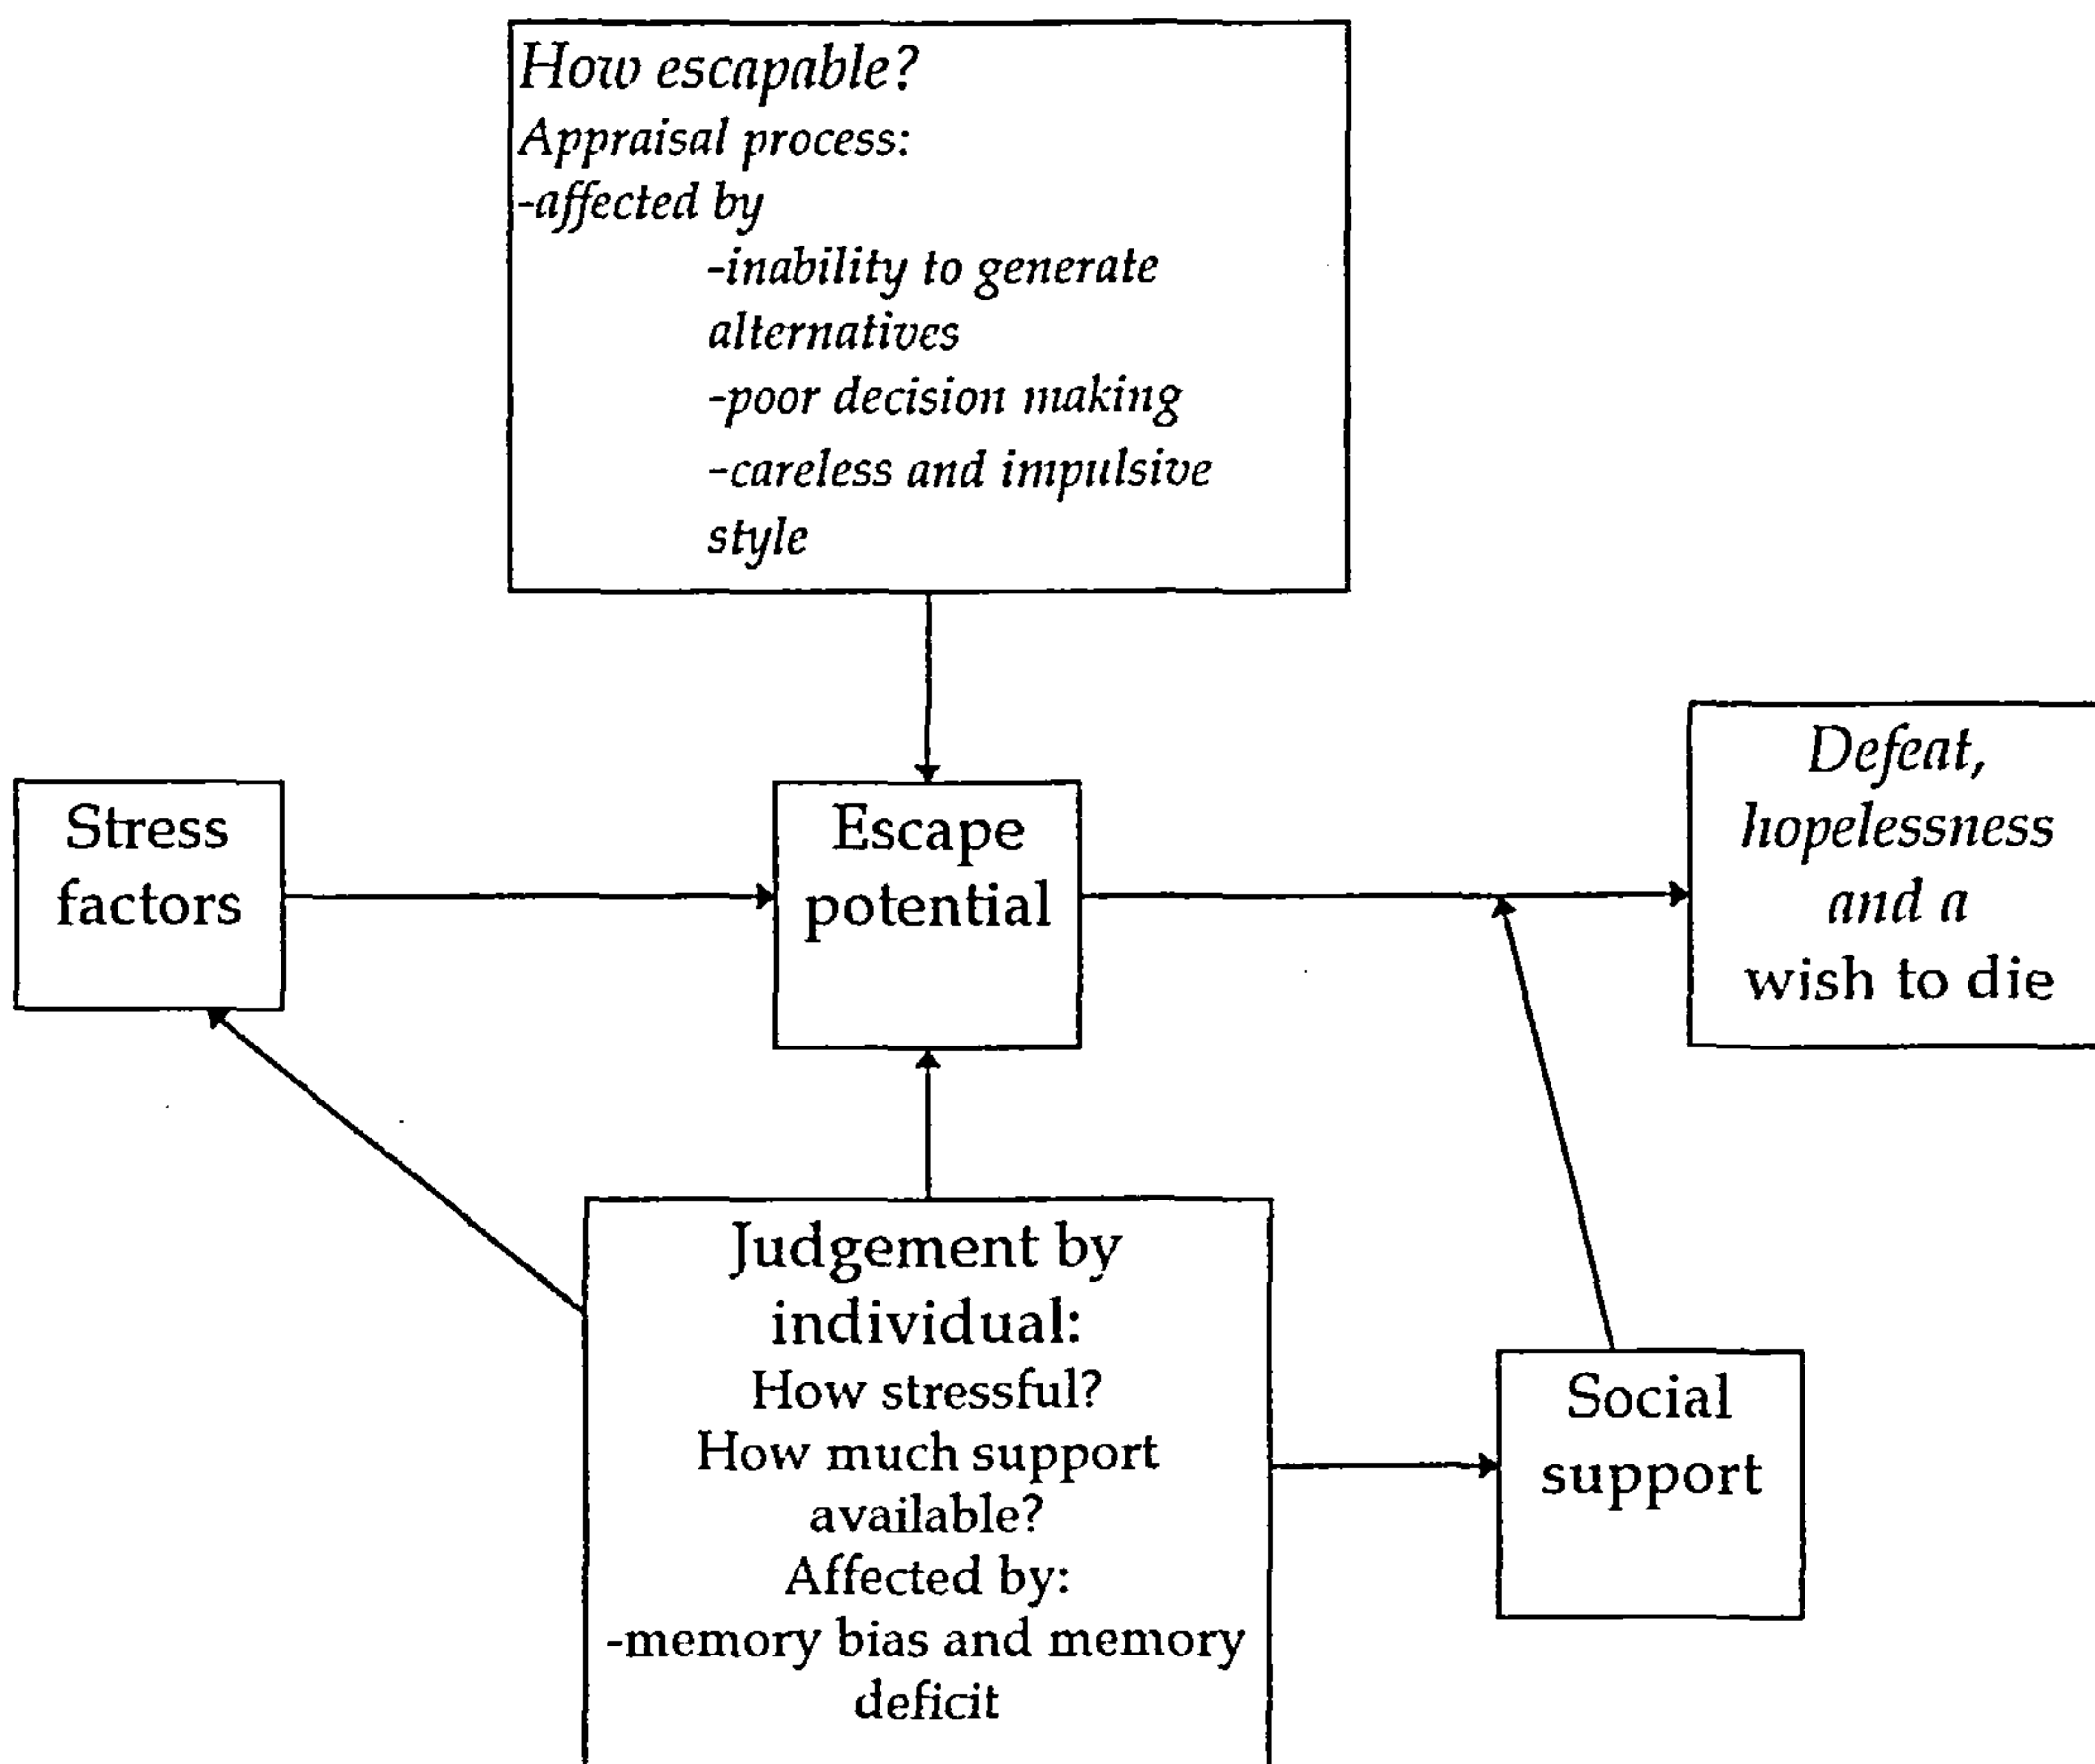 How escapable?
Appraisal process:
-affected by
-inability to generate
alternatives
-poor decision making
-careless and impulsive
style
Stress
factors
Escape
potential
Defeat,
hopelessness
and a
wish to die
Judgement by
individual:
How stressful?
How much support
available?
Affected by:
-memory bias and memory
deficit
Social
support